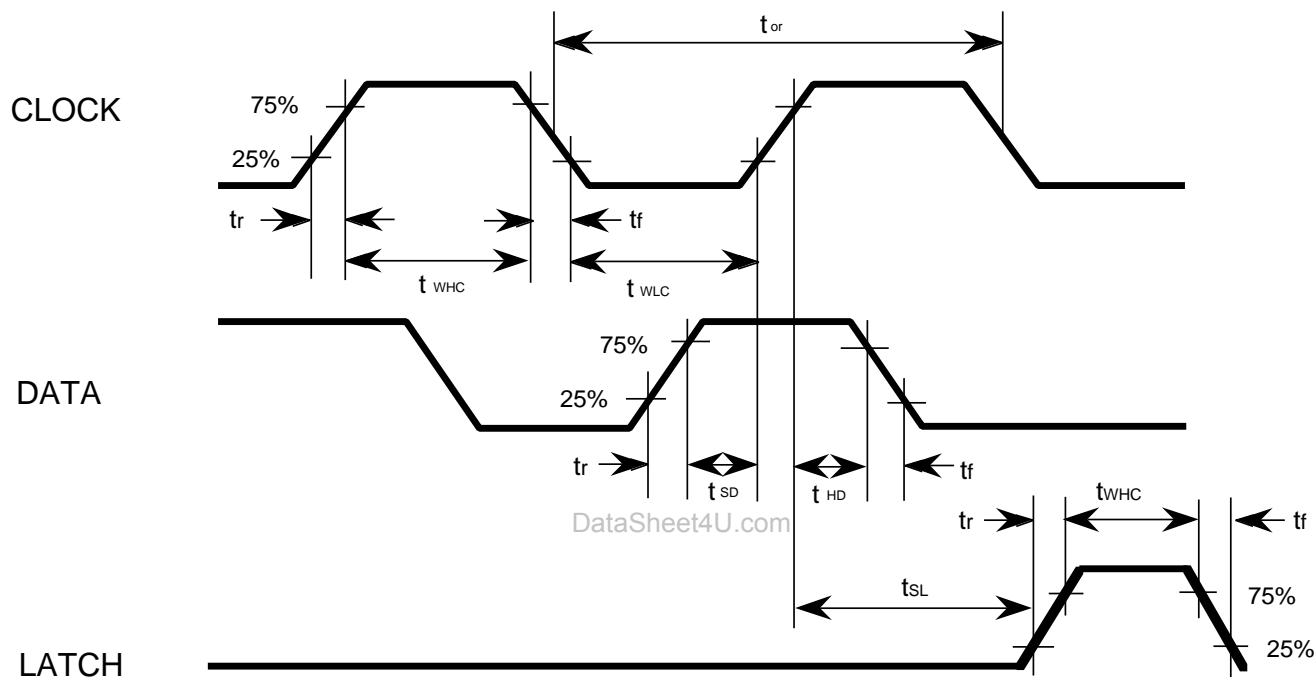 t or
CLOCK
75%
25%
tr
tf
t WHC
t WLC
75%
DATA
25%
tr
t SD
t HD
tf
tWHC
DataSheet4U.com
tr
tf
tSL
75%
25%
LATCH